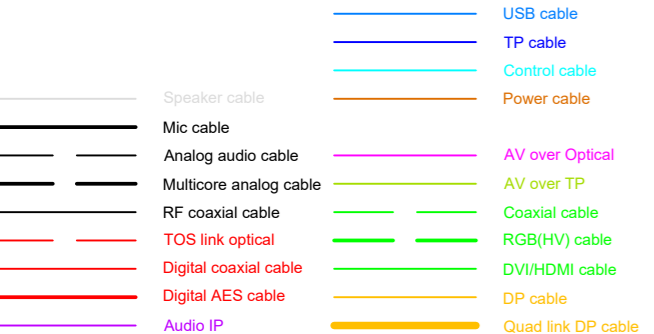 USB cable
TP cable
Control cable
Speaker cable
Power cable
Mic cable
Analog audio cable
AV over Optical
Multicore analog cable
AV over TP
RF coaxial cable
Coaxial cable
TOS link optical
RGB(HV) cable
Digital coaxial cable
DVI/HDMI cable
Digital AES cable
DP cable
Audio IP
Quad link DP cable